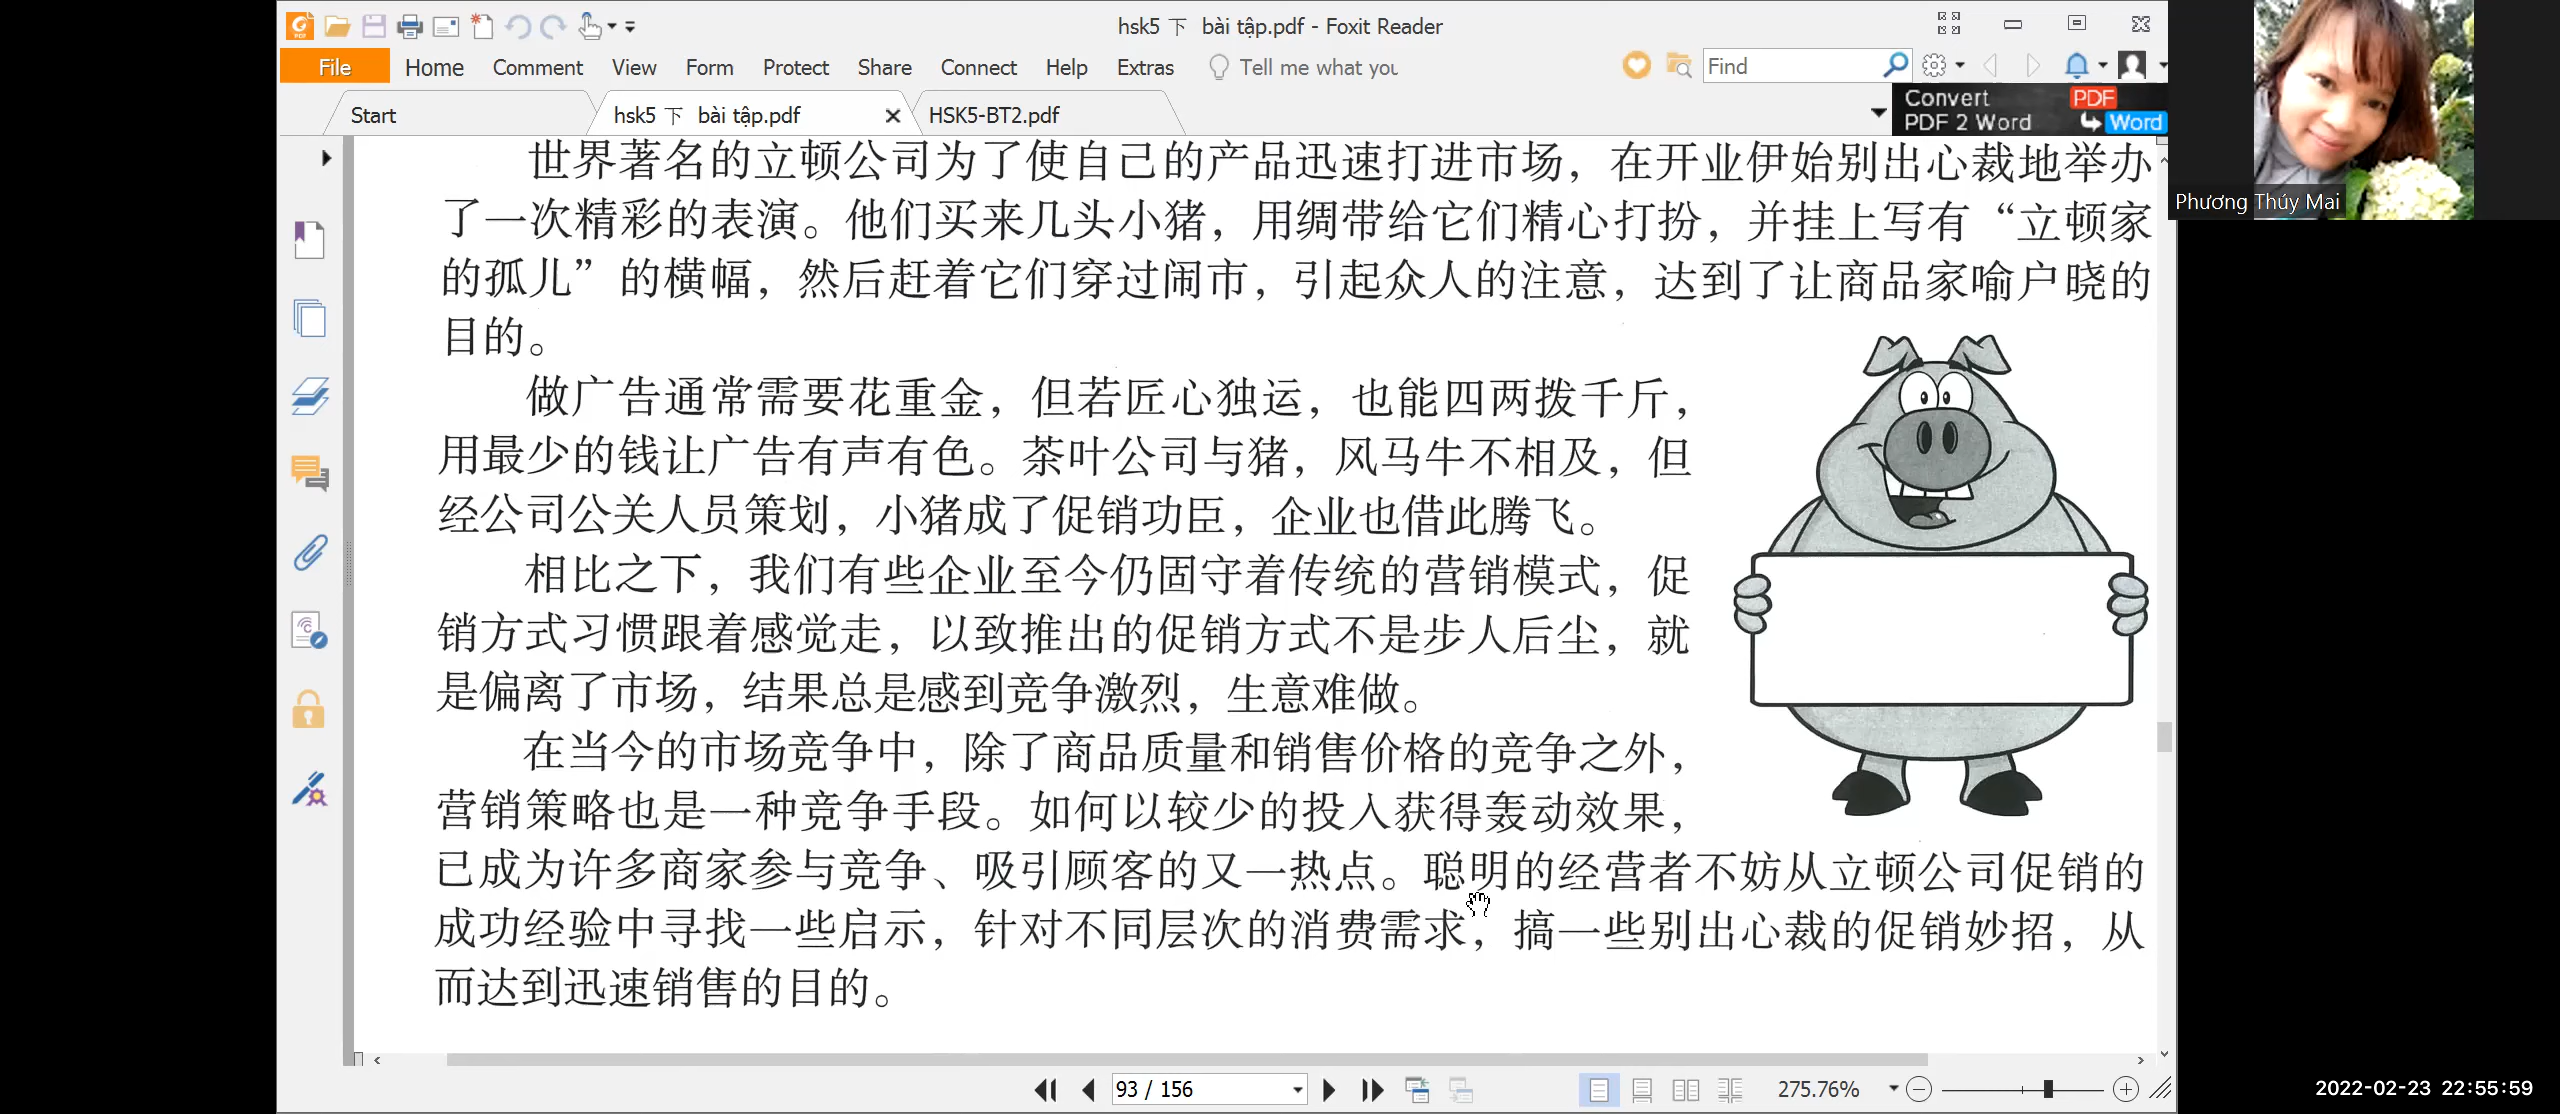 hsk5 下 bài tập.pdf - Foxit Reader
File Home Comment View Form Protect Share Connect Help Extras Tell me what you Find
Convert PDF
PDF 2 Word Word
Start hsk5 下 bài tập.pdf HSK5-BT2.pdf
Phương Thúy Mai
世界著名的立顿公司为了使自己的产品迅速打进市场，在开业伊始别出心裁地举办
了一次精彩的表演。他们买来几头小猪，用绸带给它们精心打扮，并挂上写有“立顿家
的孤儿”的横幅，然后赶着它们穿过闹市，引起众人的注意，达到了让商品家喻户晓的
目的。
做广告通常需要花重金，但若匠心独运，也能四两拨千斤，
用最少的钱让广告有声有色。茶叶公司与猪，风马牛不相及，但
经公司公关人员策划，小猪成了促销功臣，企业也借此腾飞。
相比之下，我们有些企业至今仍固守着传统的营销模式，促
销方式习惯跟着感觉走，以致推出的促销方式不是步人后尘，就
是偏离了市场，结果总是感到竞争激烈，生意难做。
在当今的市场竞争中，除了商品质量和销售价格的竞争之外，
营销策略也是一种竞争手段。如何以较少的投入获得轰动效果，
已成为许多商家参与竞争、吸引顾客的又一热点。聪明的经营者不妨从立顿公司促销的
成功经验中寻找一些启示，针对不同层次的消费需求，搞一些别出心裁的促销妙招，从
而达到迅速销售的目的。
93 / 156 275.76%
2022-02-23 22:55:59